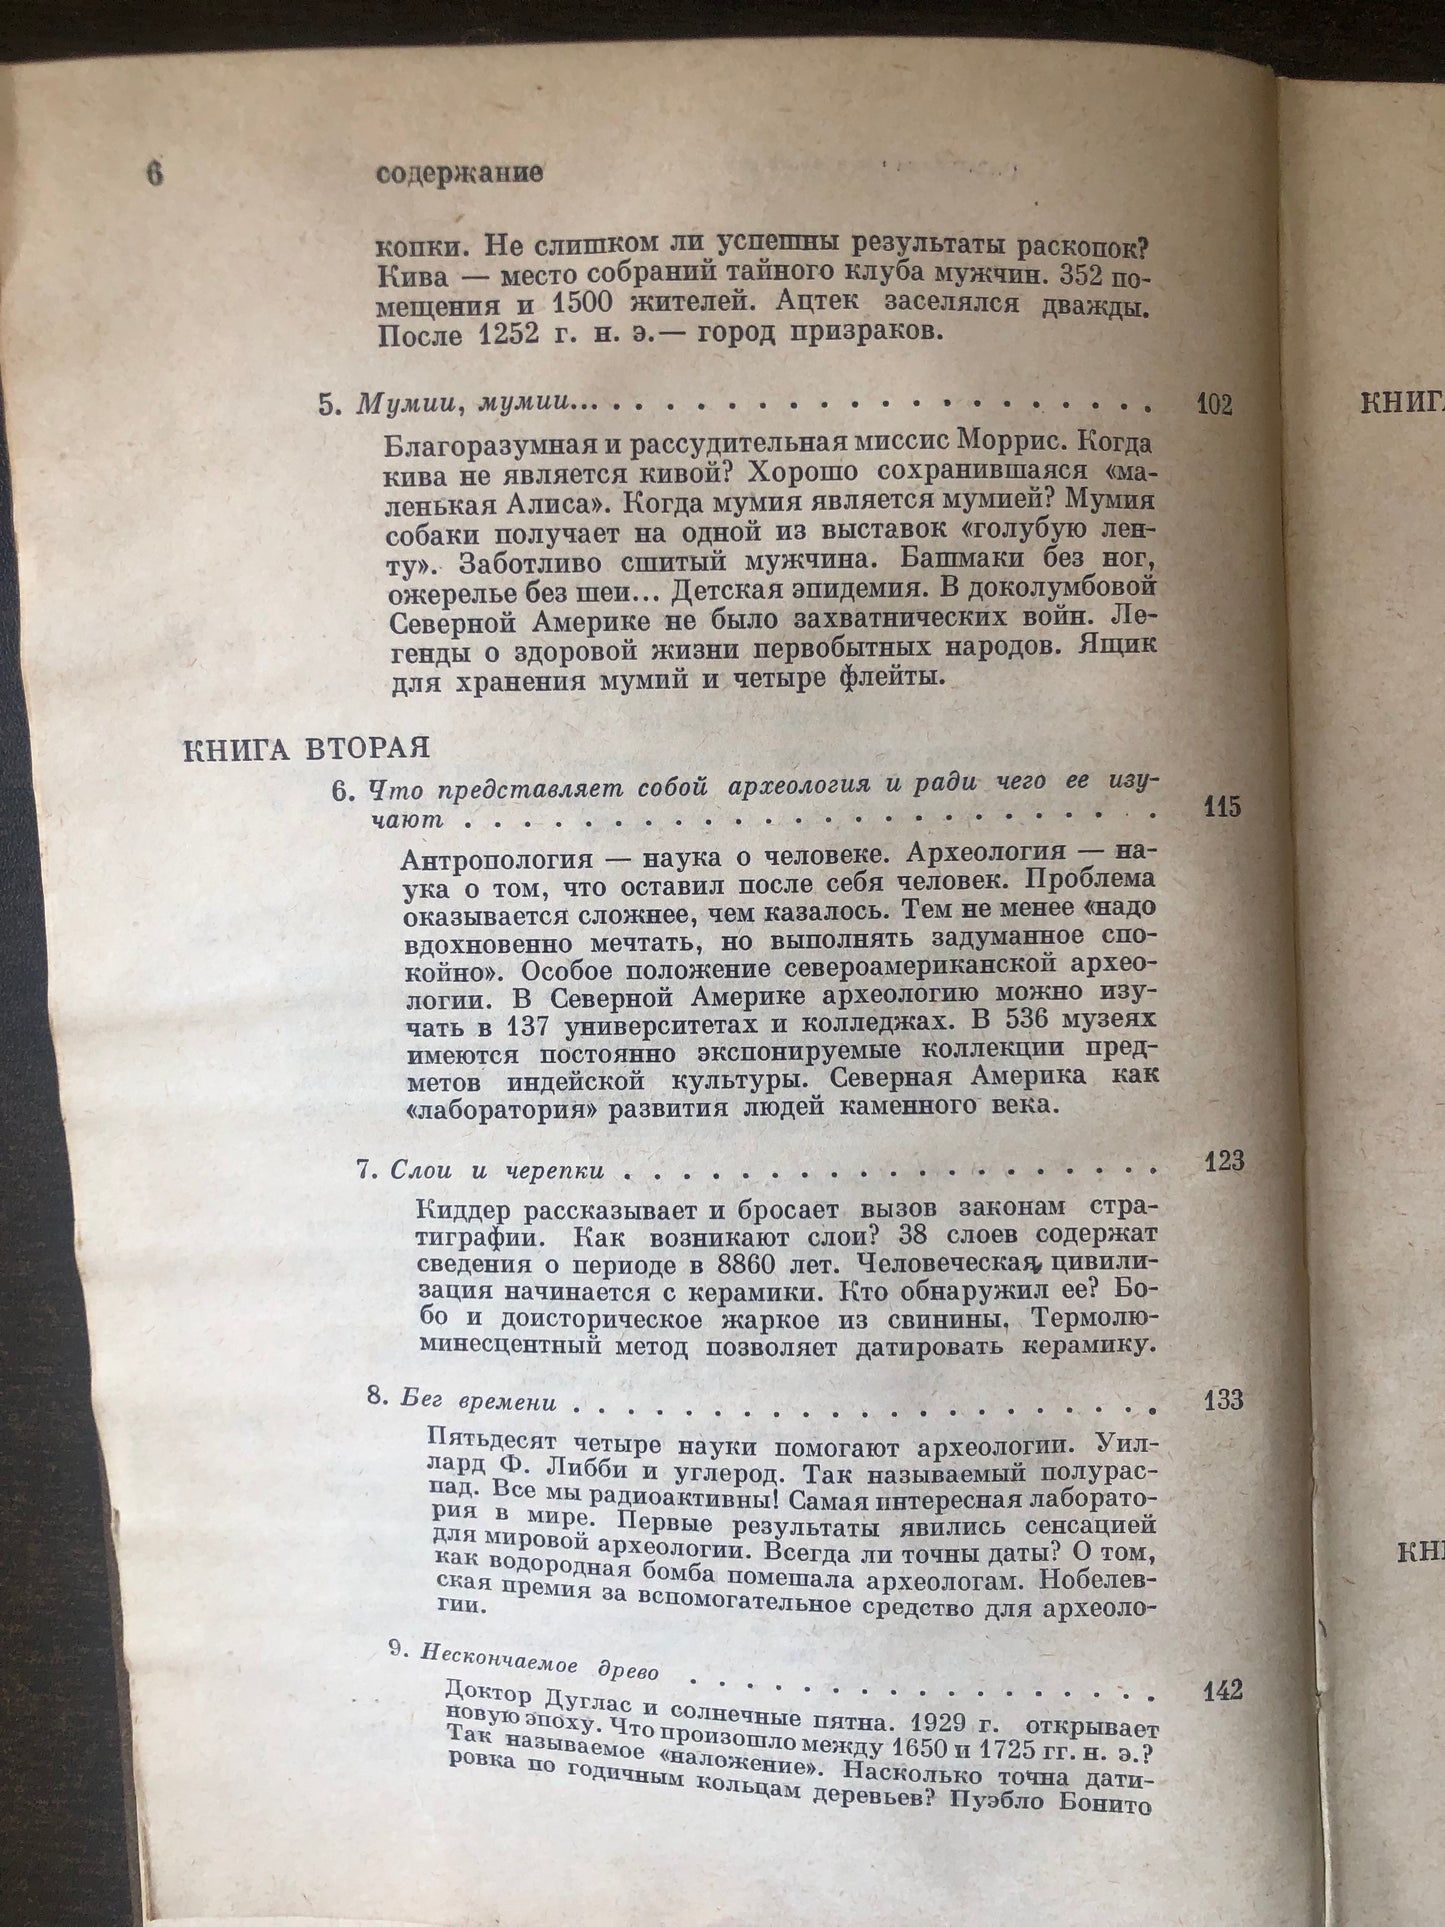 6 содержание
копки. Не слишком ли успешны результаты раскопок?
Кива — место собраний тайного клуба мужчин. 352 по-
мещения и 1500 жителей. Ацтек заселялся дважды.
После 1252 г. н. э.— город призраков.
5. Мумии, мумии... . . . . . . . . . . . . . . . . . . . 102
Благоразумная и рассудительная миссис Моррис. Когда
кива не является кивой? Хорошо сохранившаяся «ма-
ленькая Алиса». Когда мумия является мумией? Мумия
собаки получает на одной из выставок «голубую лен-
ту». Заботливо сшитый мужчина. Башмаки без ног,
ожерелье без шеи... Детская эпидемия. В доколумбовой
Северной Америке не было захватнических войн. Ле-
генды о здоровой жизни первобытных народов. Ящик
для хранения мумий и четыре флейты.
КНИГА ВТОРАЯ
6. Что представляет собой археология и ради чего ее изу-
чают . . . . . . . . . . . . . . . . . . . . . . . . 115
Антропология — наука о человеке. Археология — на-
ука о том, что оставил после себя человек. Проблема
оказывается сложнее, чем казалось. Тем не менее «надо
вдохновенно мечтать, но выполнять задуманное спо-
койно». Особое положение североамериканской архео-
логии. В Северной Америке археологию можно изу-
чать в 137 университетах и колледжах. В 536 музеях
имеются постоянно экспонируемые коллекции пред-
метов индейской культуры. Северная Америка как
«лаборатория» развития людей каменного века.
7. Слои и черепки . . . . . . . . . . . . . . . . . . . 123
Киддер рассказывает и бросает вызов законам стра-
тиграфии. Как возникают слои? 38 слоев содержат
сведения о периоде в 8860 лет. Человеческая цивили-
зация начинается с керамики. Кто обнаружил ее? Бо-
бо и доисторическое жаркое из свинины. Термолю-
минесцентный метод позволяет датировать керамику.
8. Бег времени . . . . . . . . . . . . . . . . . . . . . 133
Пятьдесят четыре науки помогают археологии. Уил-
лард Ф. Либби и углерод. Так называемый полурас-
пад. Все мы радиоактивны! Самая интересная лаборато-
рия в мире. Первые результаты явились сенсацией
для мировой археологии. Всегда ли точны даты? О том,
как водородная бомба помешала археологам. Нобелев-
ская премия за вспомогательное средство для археоло-
гии.
9. Нескончаемое древо . . . . . . . . . . . . . . . . . 142
Доктор Дуглас и солнечные пятна. 1929 г. открывает
новую эпоху. Что произошло между 1650 и 1725 гг. н. э.?
Так называемое «наложение». Насколько точна дати-
ровка по годичным кольцам деревьев? Пуэбло Бонито